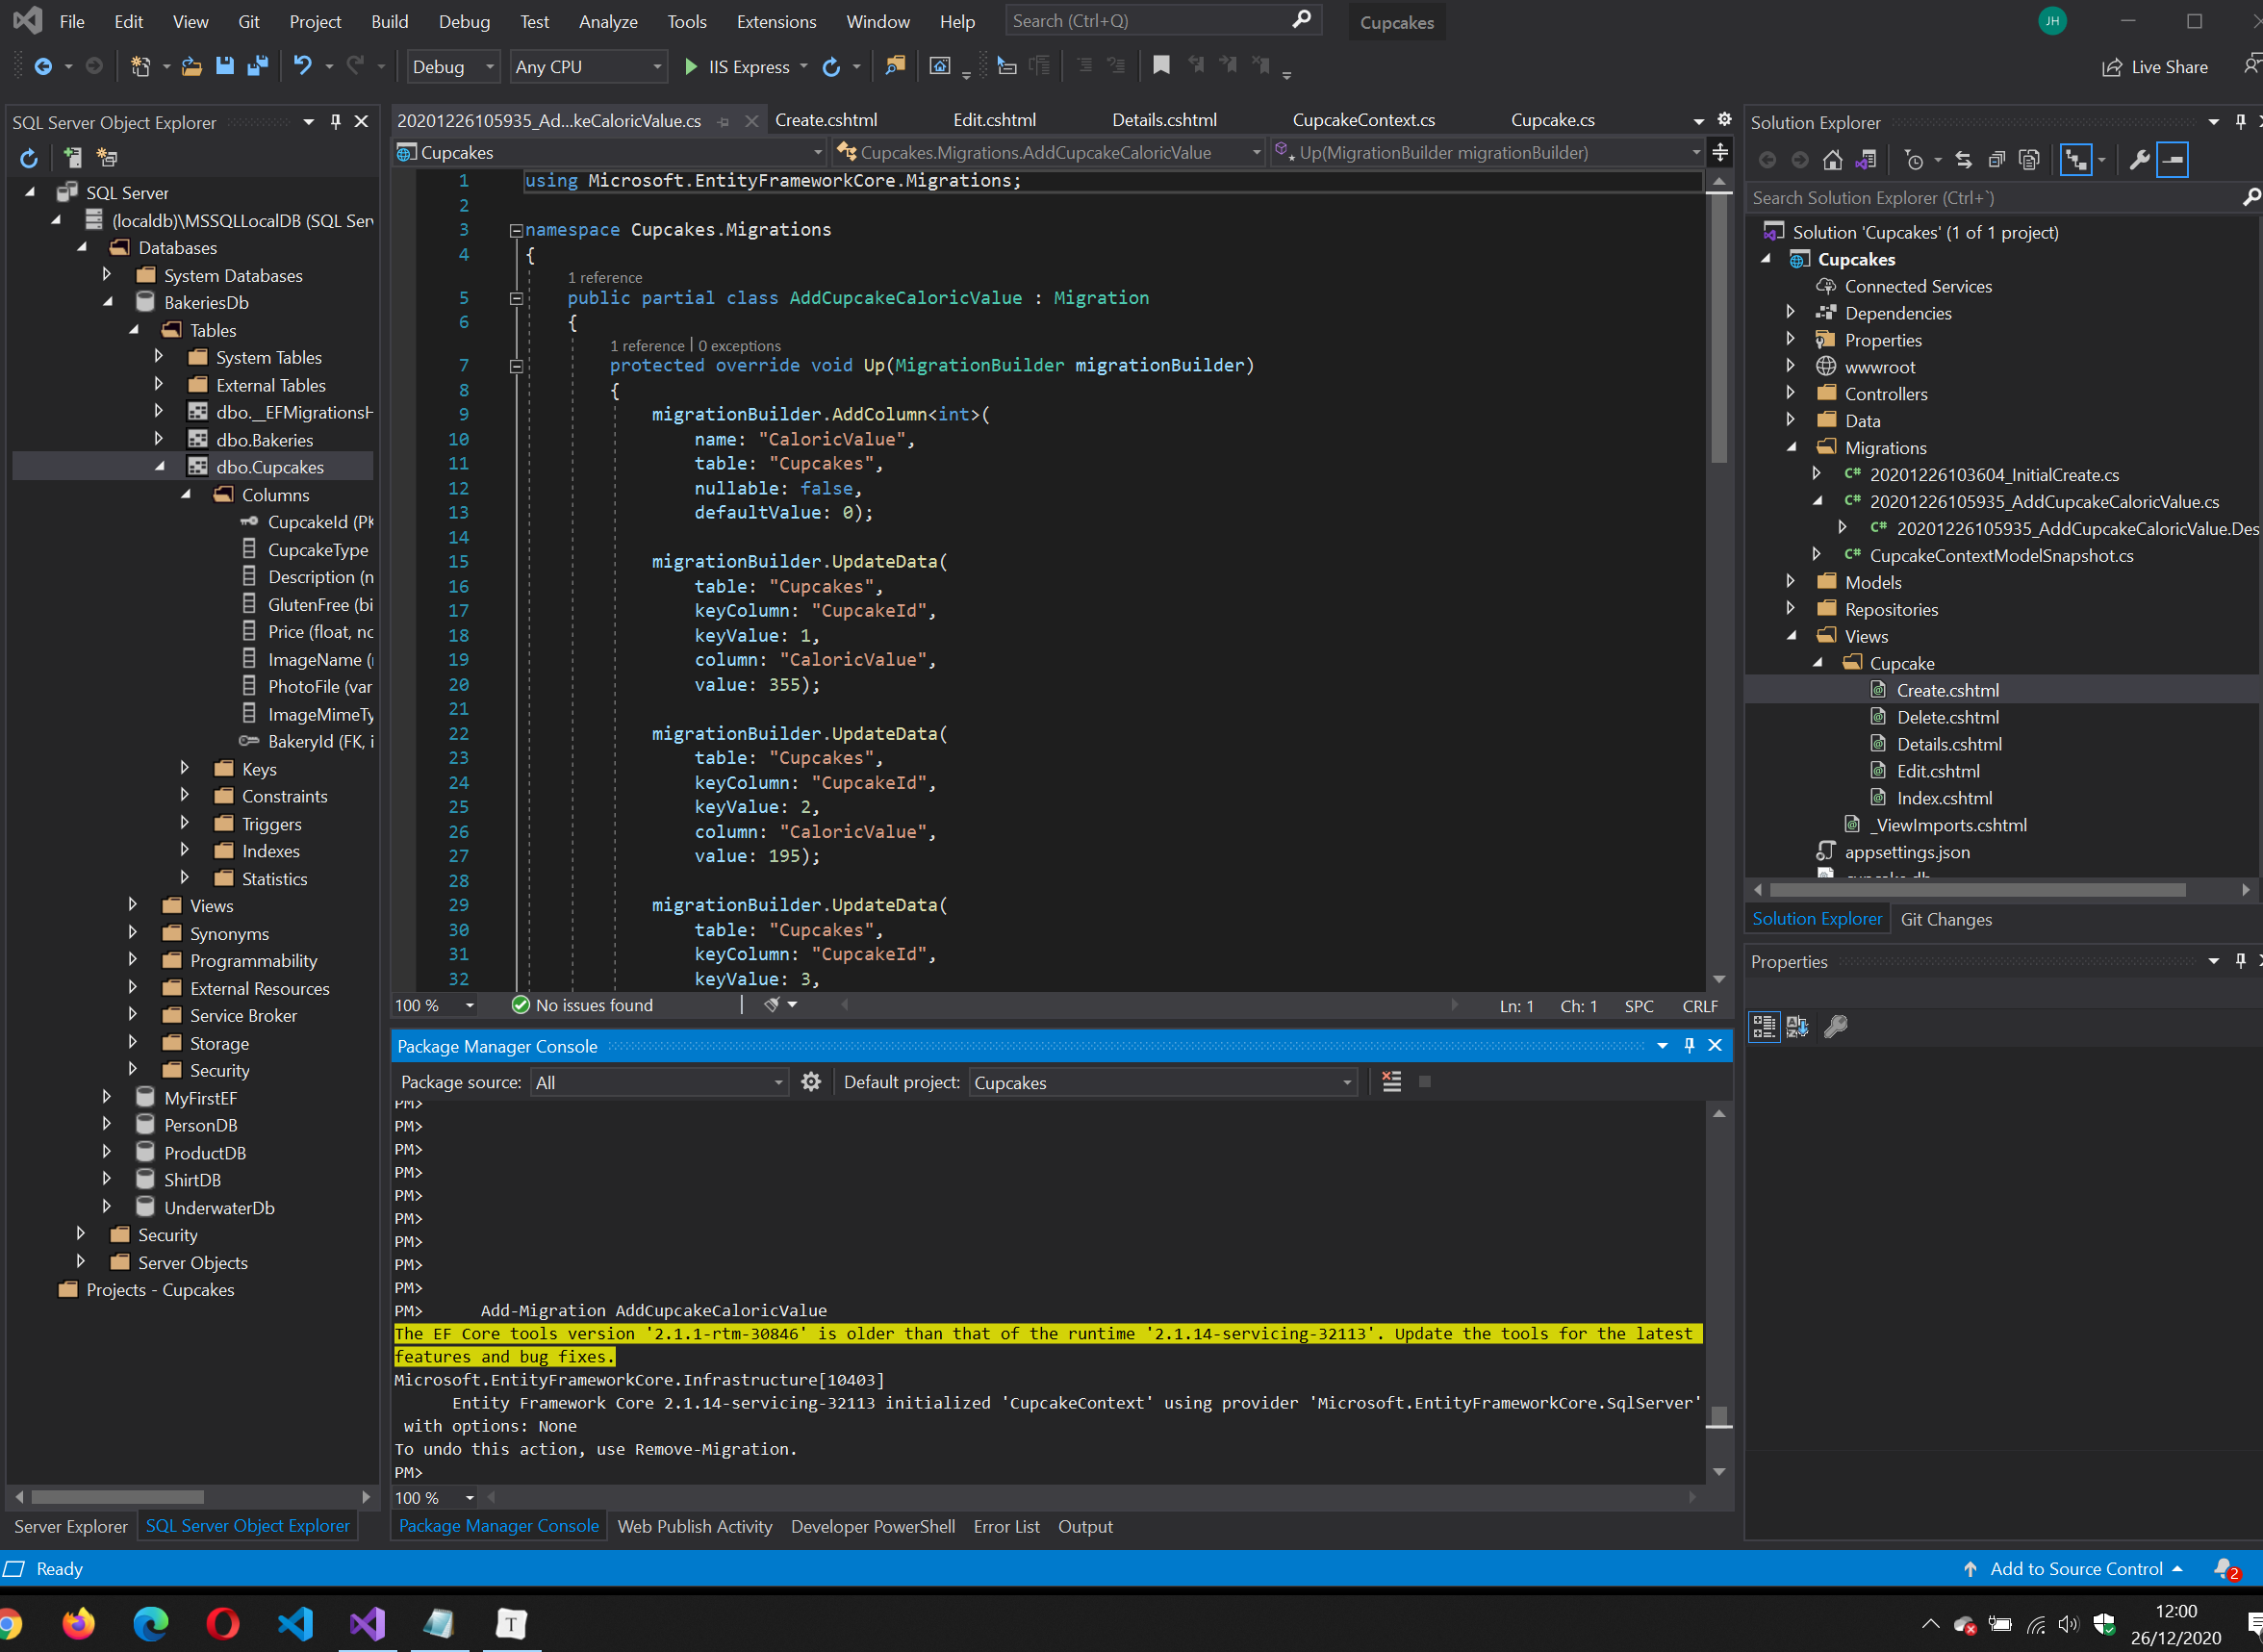 File Edit View Git Project Build Debug Test Analyze Tools Extensions Window Help Search (Ctrl+Q) Cupcakes JH
Debug Any CPU IIS Express Live Share
SQL Server Object Explorer
SQL Server
(localdb)\MSSQLLocalDB (SQL Serv
Databases
System Databases
BakeriesDb
Tables
System Tables
External Tables
dbo.__EFMigrationsH
dbo.Bakeries
dbo.Cupcakes
Columns
CupcakeId (PK
CupcakeType
Description (n
GlutenFree (bi
Price (float, no
ImageName (
PhotoFile (var
ImageMimeTy
BakeryId (FK, i
Keys
Constraints
Triggers
Indexes
Statistics
Views
Synonyms
Programmability
External Resources
Service Broker
Storage
Security
MyFirstEF
PersonDB
ProductDB
ShirtDB
UnderwaterDb
Security
Server Objects
Projects - Cupcakes
Server Explorer SQL Server Object Explorer
20201226105935_Ad...keCaloricValue.cs Create.cshtml Edit.cshtml Details.cshtml CupcakeContext.cs Cupcake.cs
Cupcakes Cupcakes.Migrations.AddCupcakeCaloricValue Up(MigrationBuilder migrationBuilder)
1 using Microsoft.EntityFrameworkCore.Migrations;
2
3 namespace Cupcakes.Migrations
4 {
1 reference
5 public partial class AddCupcakeCaloricValue : Migration
6 {
1 reference | 0 exceptions
7 protected override void Up(MigrationBuilder migrationBuilder)
8 {
9 migrationBuilder.AddColumn<int>(
10 name: "CaloricValue",
11 table: "Cupcakes",
12 nullable: false,
13 defaultValue: 0);
14
15 migrationBuilder.UpdateData(
16 table: "Cupcakes",
17 keyColumn: "CupcakeId",
18 keyValue: 1,
19 column: "CaloricValue",
20 value: 355);
21
22 migrationBuilder.UpdateData(
23 table: "Cupcakes",
24 keyColumn: "CupcakeId",
25 keyValue: 2,
26 column: "CaloricValue",
27 value: 195);
28
29 migrationBuilder.UpdateData(
30 table: "Cupcakes",
31 keyColumn: "CupcakeId",
32 keyValue: 3,
100 % No issues found Ln: 1 Ch: 1 SPC CRLF
Package Manager Console
Package source: All Default project: Cupcakes
PM>
PM>
PM>
PM>
PM>
PM>
PM>
PM>
PM>
PM> Add-Migration AddCupcakeCaloricValue
The EF Core tools version '2.1.1-rtm-30846' is older than that of the runtime '2.1.14-servicing-32113'. Update the tools for the latest
features and bug fixes.
Microsoft.EntityFrameworkCore.Infrastructure[10403]
Entity Framework Core 2.1.14-servicing-32113 initialized 'CupcakeContext' using provider 'Microsoft.EntityFrameworkCore.SqlServer'
with options: None
To undo this action, use Remove-Migration.
PM>
100 %
Package Manager Console Web Publish Activity Developer PowerShell Error List Output
Solution Explorer
Search Solution Explorer (Ctrl+`)
Solution 'Cupcakes' (1 of 1 project)
Cupcakes
Connected Services
Dependencies
Properties
wwwroot
Controllers
Data
Migrations
C# 20201226103604_InitialCreate.cs
C# 20201226105935_AddCupcakeCaloricValue.cs
C# 20201226105935_AddCupcakeCaloricValue.Des
C# CupcakeContextModelSnapshot.cs
Models
Repositories
Views
Cupcake
Create.cshtml
Delete.cshtml
Details.cshtml
Edit.cshtml
Index.cshtml
_ViewImports.cshtml
appsettings.json
Solution Explorer Git Changes
Properties
Ready Add to Source Control 2
T
12:00
26/12/2020